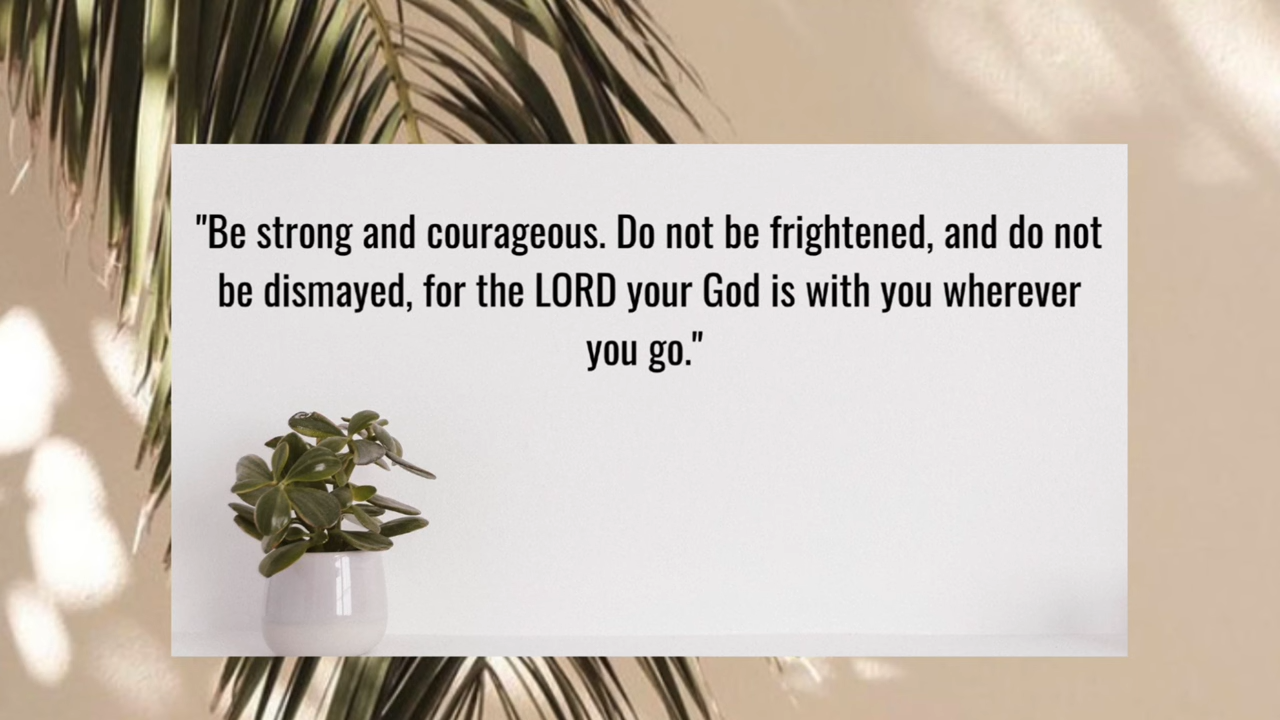 "Be strong and courageous. Do not be frightened, and do not
be dismayed, for the LORD your God is with you wherever
you go."